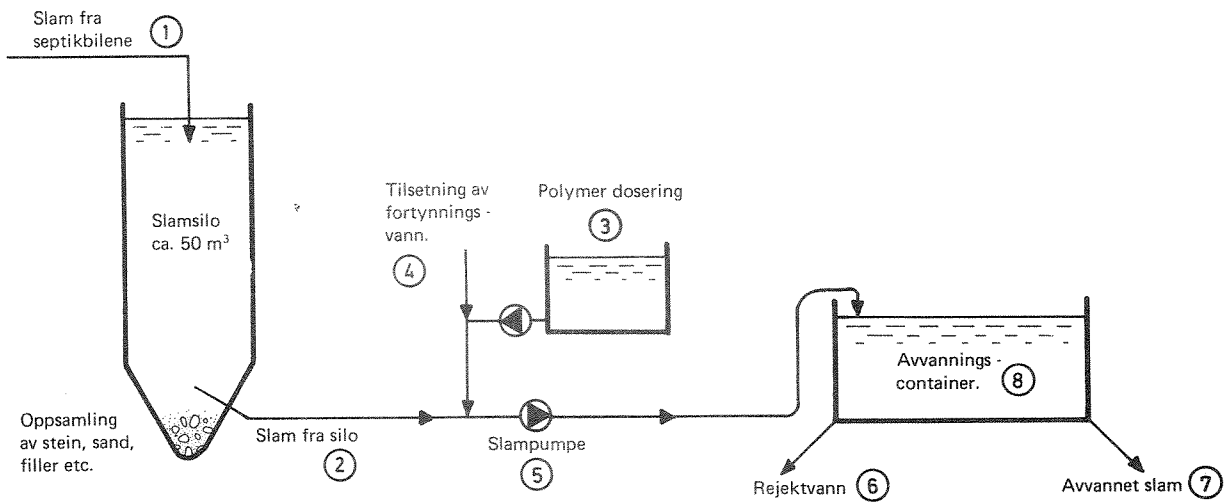 Slam fra
septikbilene 1
Slamsilo
ca. 50 m³
Oppsamling
av stein, sand,
filler etc.
Slam fra silo
2
Tilsetning av
fortynnings -
vann.
4
Polymer dosering
3
Slampumpe
5
Avvannings -
container. 8
Rejektvann 6
Avvannet slam 7